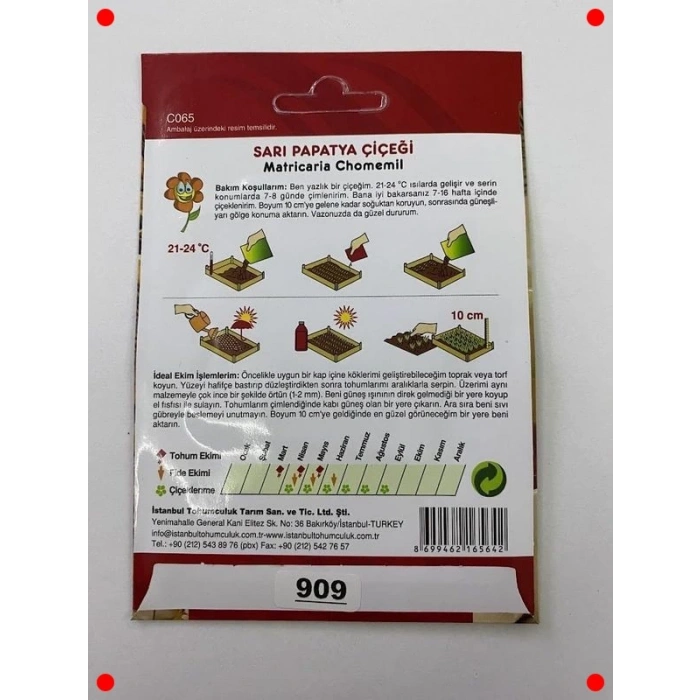 C065
Ambalaj üzerindeki resim temsilidir.
SARI PAPATYA ÇİÇEĞİ
Matricaria Chomemil
Bakım Koşullarım: Ben yazlık bir çiçeğim. 21-24 °C ısılarda gelişir ve serin
konumlarda 7-8 günde çimlenirim. Bana iyi bakarsanız 7-16 hafta içinde
çiçeklenirim. Boyum 10 cm'ye gelene kadar soğuktan koruyun, sonrasında güneşli-
yarı gölge konuma aktarın. Vazonuzda da güzel dururum.
21-24 °C
10 cm
İdeal Ekim İşlemlerim: Öncelikle uygun bir kap içine köklerimi geliştirebileceğim toprak veya torf
koyun. Yüzeyi hafifçe bastırıp düzleştirdikten sonra tohumlarımı aralıklarla serpin. Üzerimi aynı
malzemeyle çok ince bir şekilde örtün (1-2 mm). Beni güneş ışınının direk gelmediği bir yere koyup
el fısfısı ile sulayın. Tohumlarım çimlendiğinde kabı güneş olan bir yere çıkarın. Ara sıra beni sıvı
gübreyle beslemeyi unutmayın. Boyum 10 cm'ye geldiğinde en güzel görüneceğim bir yere beni
aktarın.
Ocak Şubat Mart Nisan Mayıs Haziran Temmuz Ağustos Eylül Ekim Kasım Aralık
Tohum Ekimi
Fide Ekimi
Çiçeklenme
İstanbul Tohumculuk Tarım San. ve Tic. Ltd. Şti.
Yenimahalle General Kani Elitez Sk. No: 36 Bakırköy/İstanbul-TURKEY
info@istanbultohumculuk.com.tr-www.istanbultohumculuk.com.tr
Tel.: +90 (212) 543 89 76 (pbx) Fax: +90 (212) 542 76 57
8 699462 165642
909